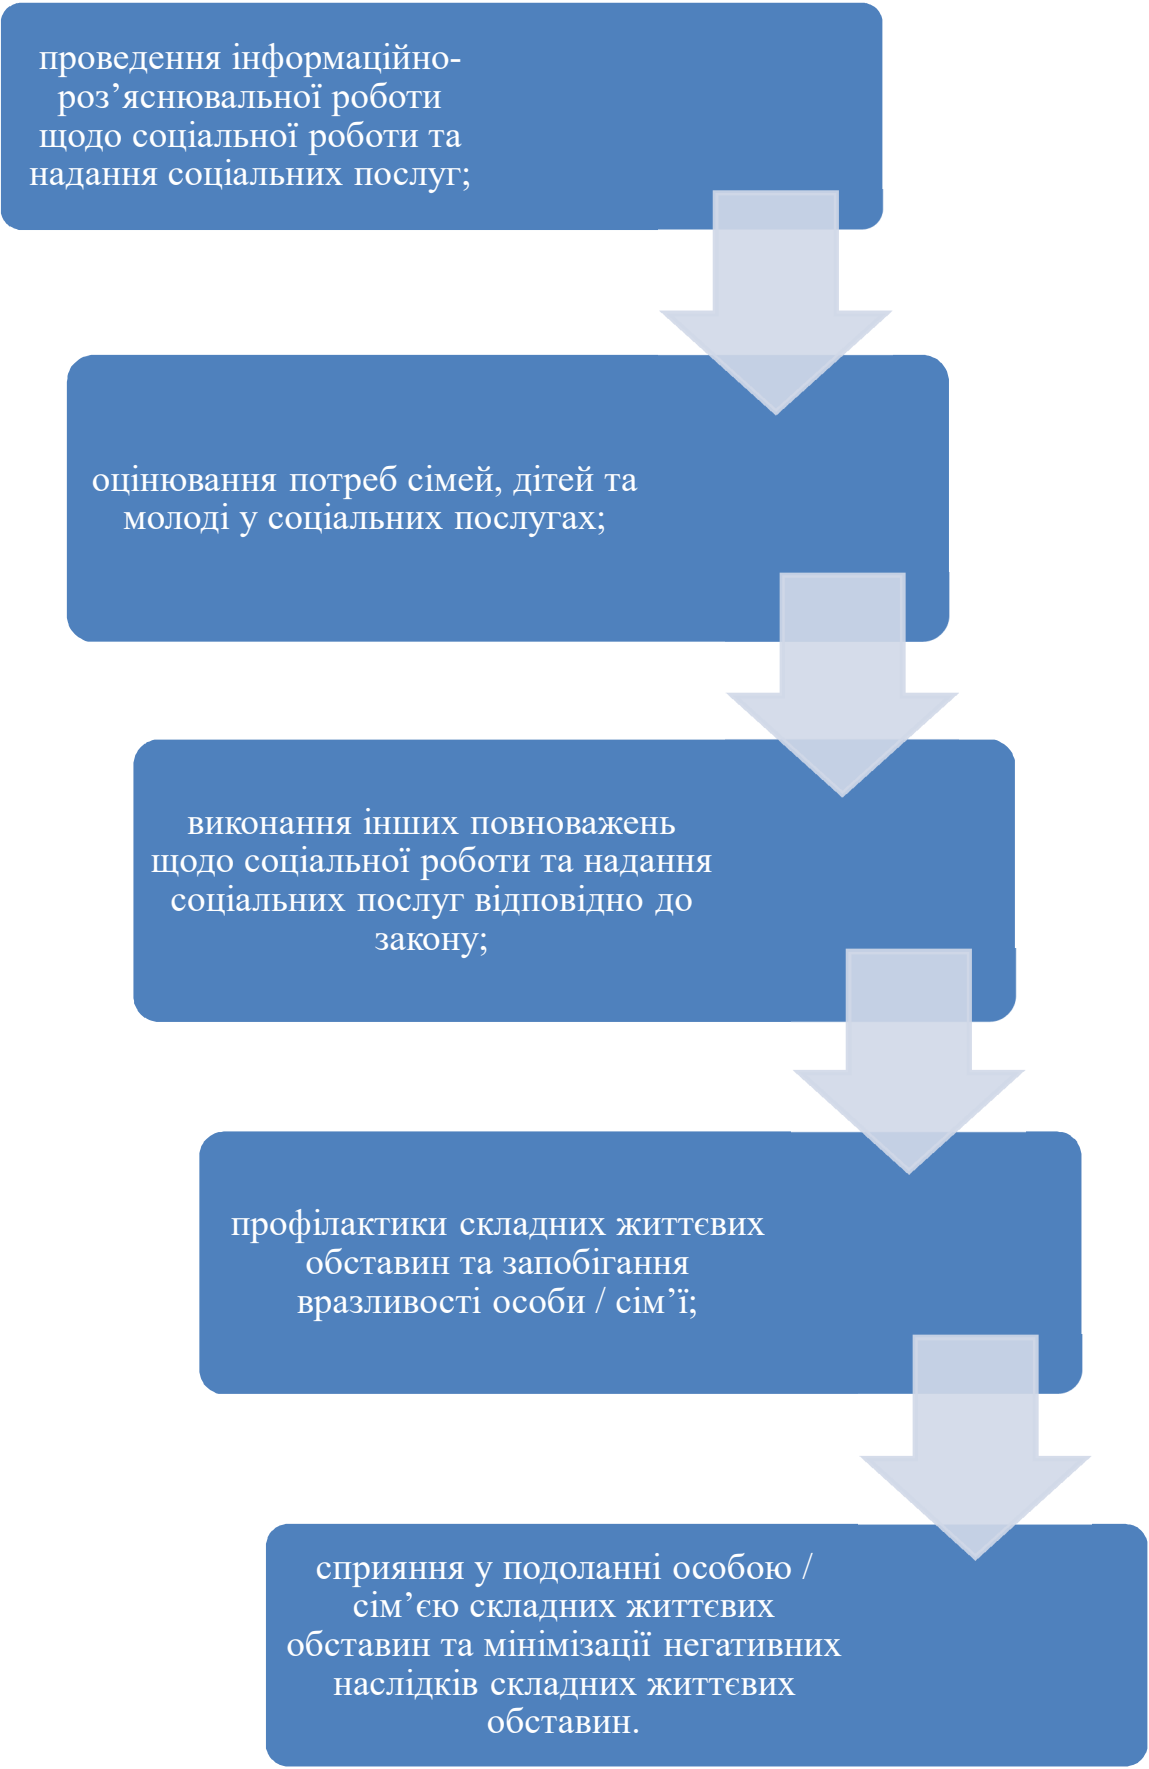 проведення інформаційно-
роз’яснювальної роботи
щодо соціальної роботи та
надання соціальних послуг;
оцінювання потреб сімей, дітей та
молоді у соціальних послугах;
виконання інших повноважень
щодо соціальної роботи та надання
соціальних послуг відповідно до
закону;
профілактики складних життєвих
обставин та запобігання
вразливості особи / сім’ї;
сприяння у подоланні особою /
сім’єю складних життєвих
обставин та мінімізації негативних
наслідків складних життєвих
обставин.